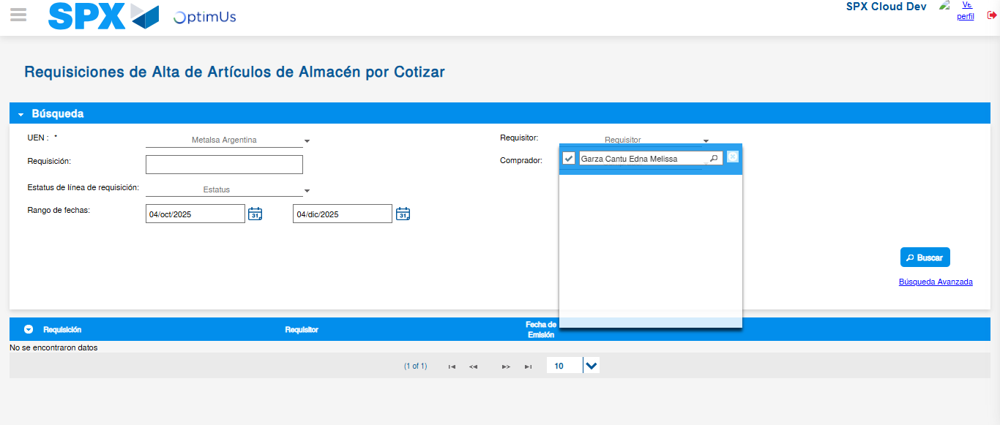 SPX OptimUs
SPX Cloud Dev
Ve
perfil
Requisiciones de Alta de Artículos de Almacén por Cotizar
Búsqueda
UEN : *
Metalsa Argentina
Requisitor:
Requisitor
Requisición:
Comprador:
Garza Cantu Edna Melissa
Estatus de línea de requisición:
Estatus
Rango de fechas:
04/oct/2025
31
04/dic/2025
31
Buscar
Búsqueda Avanzada
Requisición
Requisitor
Fecha de
Emisión
No se encontraron datos
(1 of 1)
10